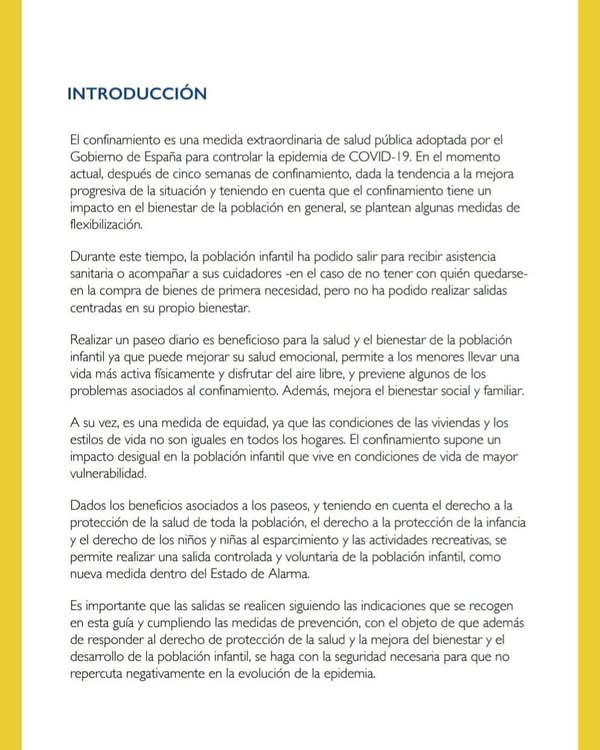 INTRODUCCIÓN
El confinamiento es una medida extraordinaria de salud pública adoptada por el
Gobierno de España para controlar la epidemia de COVID-19. En el momento
actual, después de cinco semanas de confinamiento, dada la tendencia a la mejora
progresiva de la situación y teniendo en cuenta que el confinamiento tiene un
impacto en el bienestar de la población en general, se plantean algunas medidas de
flexibilización.
Durante este tiempo, la población infantil ha podido salir para recibir asistencia
sanitaria o acompañar a sus cuidadores -en el caso de no tener con quién quedarse-
en la compra de bienes de primera necesidad, pero no ha podido realizar salidas
centradas en su propio bienestar.
Realizar un paseo diario es beneficioso para la salud y el bienestar de la población
infantil ya que puede mejorar su salud emocional, permite a los menores llevar una
vida más activa físicamente y disfrutar del aire libre, y previene algunos de los
problemas asociados al confinamiento. Además, mejora el bienestar social y familiar.
A su vez, es una medida de equidad, ya que las condiciones de las viviendas y los
estilos de vida no son iguales en todos los hogares. El confinamiento supone un
impacto desigual en la población infantil que vive en condiciones de vida de mayor
vulnerabilidad.
Dados los beneficios asociados a los paseos, y teniendo en cuenta el derecho a la
protección de la salud de toda la población, el derecho a la protección de la infancia
y el derecho de los niños y niñas al esparcimiento y las actividades recreativas, se
permite realizar una salida controlada y voluntaria de la población infantil, como
nueva medida dentro del Estado de Alarma.
Es importante que las salidas se realicen siguiendo las indicaciones que se recogen
en esta guía y cumpliendo las medidas de prevención, con el objeto de que además
de responder al derecho de protección de la salud y la mejora del bienestar y el
desarrollo de la población infantil, se haga con la seguridad necesaria para que no
repercuta negativamente en la evolución de la epidemia.